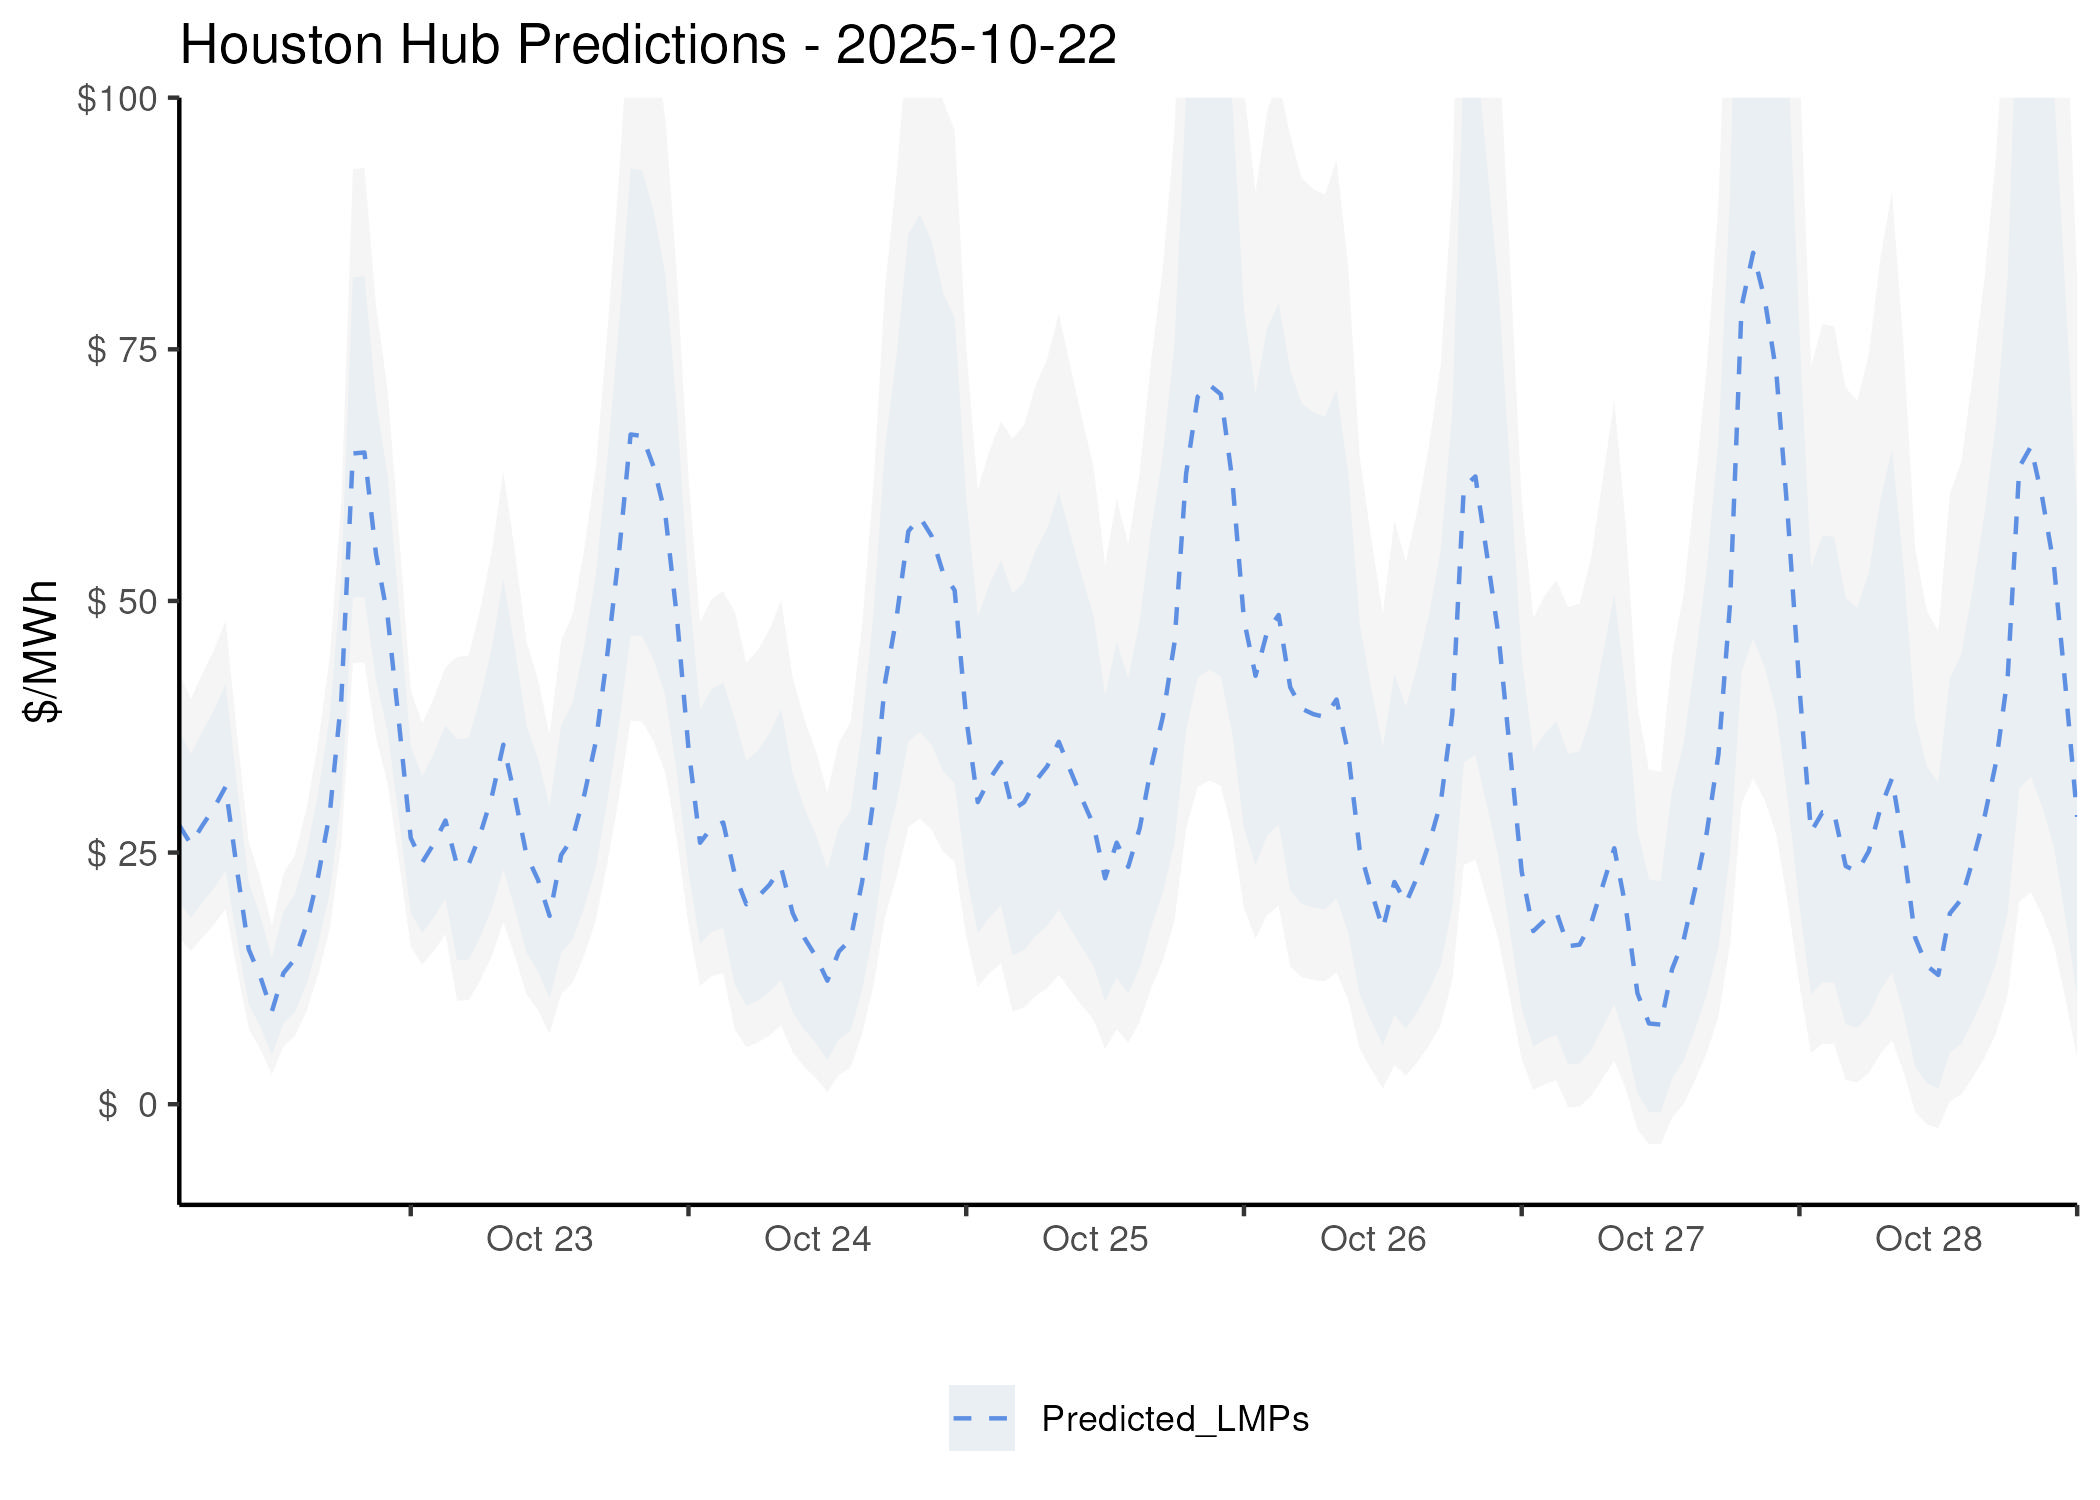 Houston Hub Predictions - 2025-10-22
$100
$ 75
$ 50
$ 25
$  0
$/MWh
Oct 23 Oct 24 Oct 25 Oct 26 Oct 27 Oct 28
Predicted_LMPs